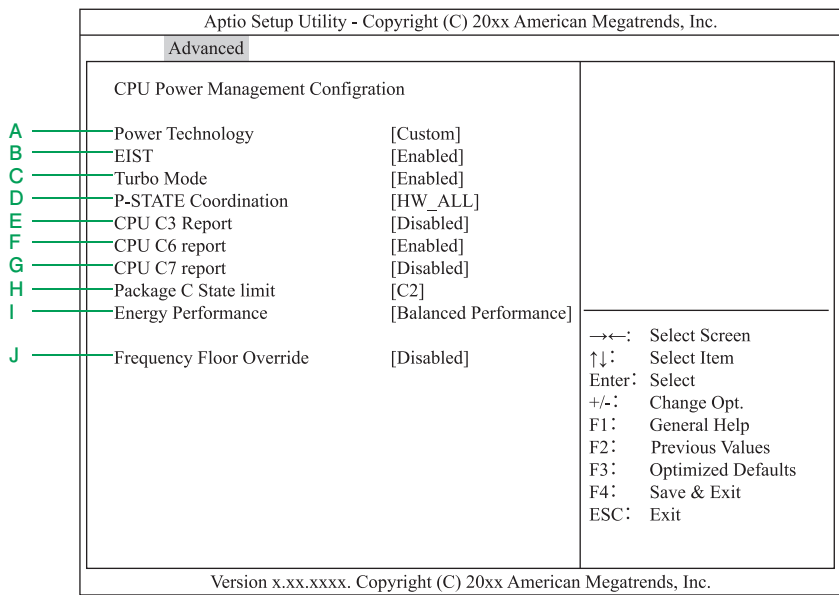 Aptio Setup Utility - Copyright (C) 20xx American Megatrends, Inc.
Advanced
CPU Power Management Configration
A Power Technology [Custom]
B EIST [Enabled]
C Turbo Mode [Enabled]
D P-STATE Coordination [HW_ALL]
E CPU C3 Report [Disabled]
F CPU C6 report [Enabled]
G CPU C7 report [Disabled]
H Package C State limit [C2]
I Energy Performance [Balanced Performance]
J Frequency Floor Override [Disabled]
→←: Select Screen
↑↓: Select Item
Enter: Select
+/-: Change Opt.
F1: General Help
F2: Previous Values
F3: Optimized Defaults
F4: Save & Exit
ESC: Exit
Version x.xx.xxxx. Copyright (C) 20xx American Megatrends, Inc.